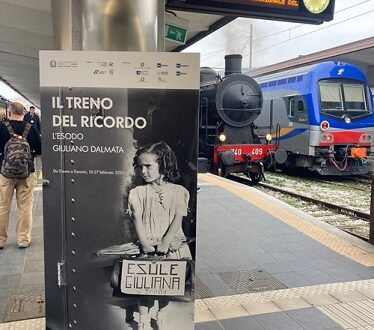 IL TRENO
DEL RICORDO
L'ESODO
GIULIANO DALMATA
Da Trieste a Taranto, 10-27 febbraio 2024
ESULE
GIULIANA
740 409